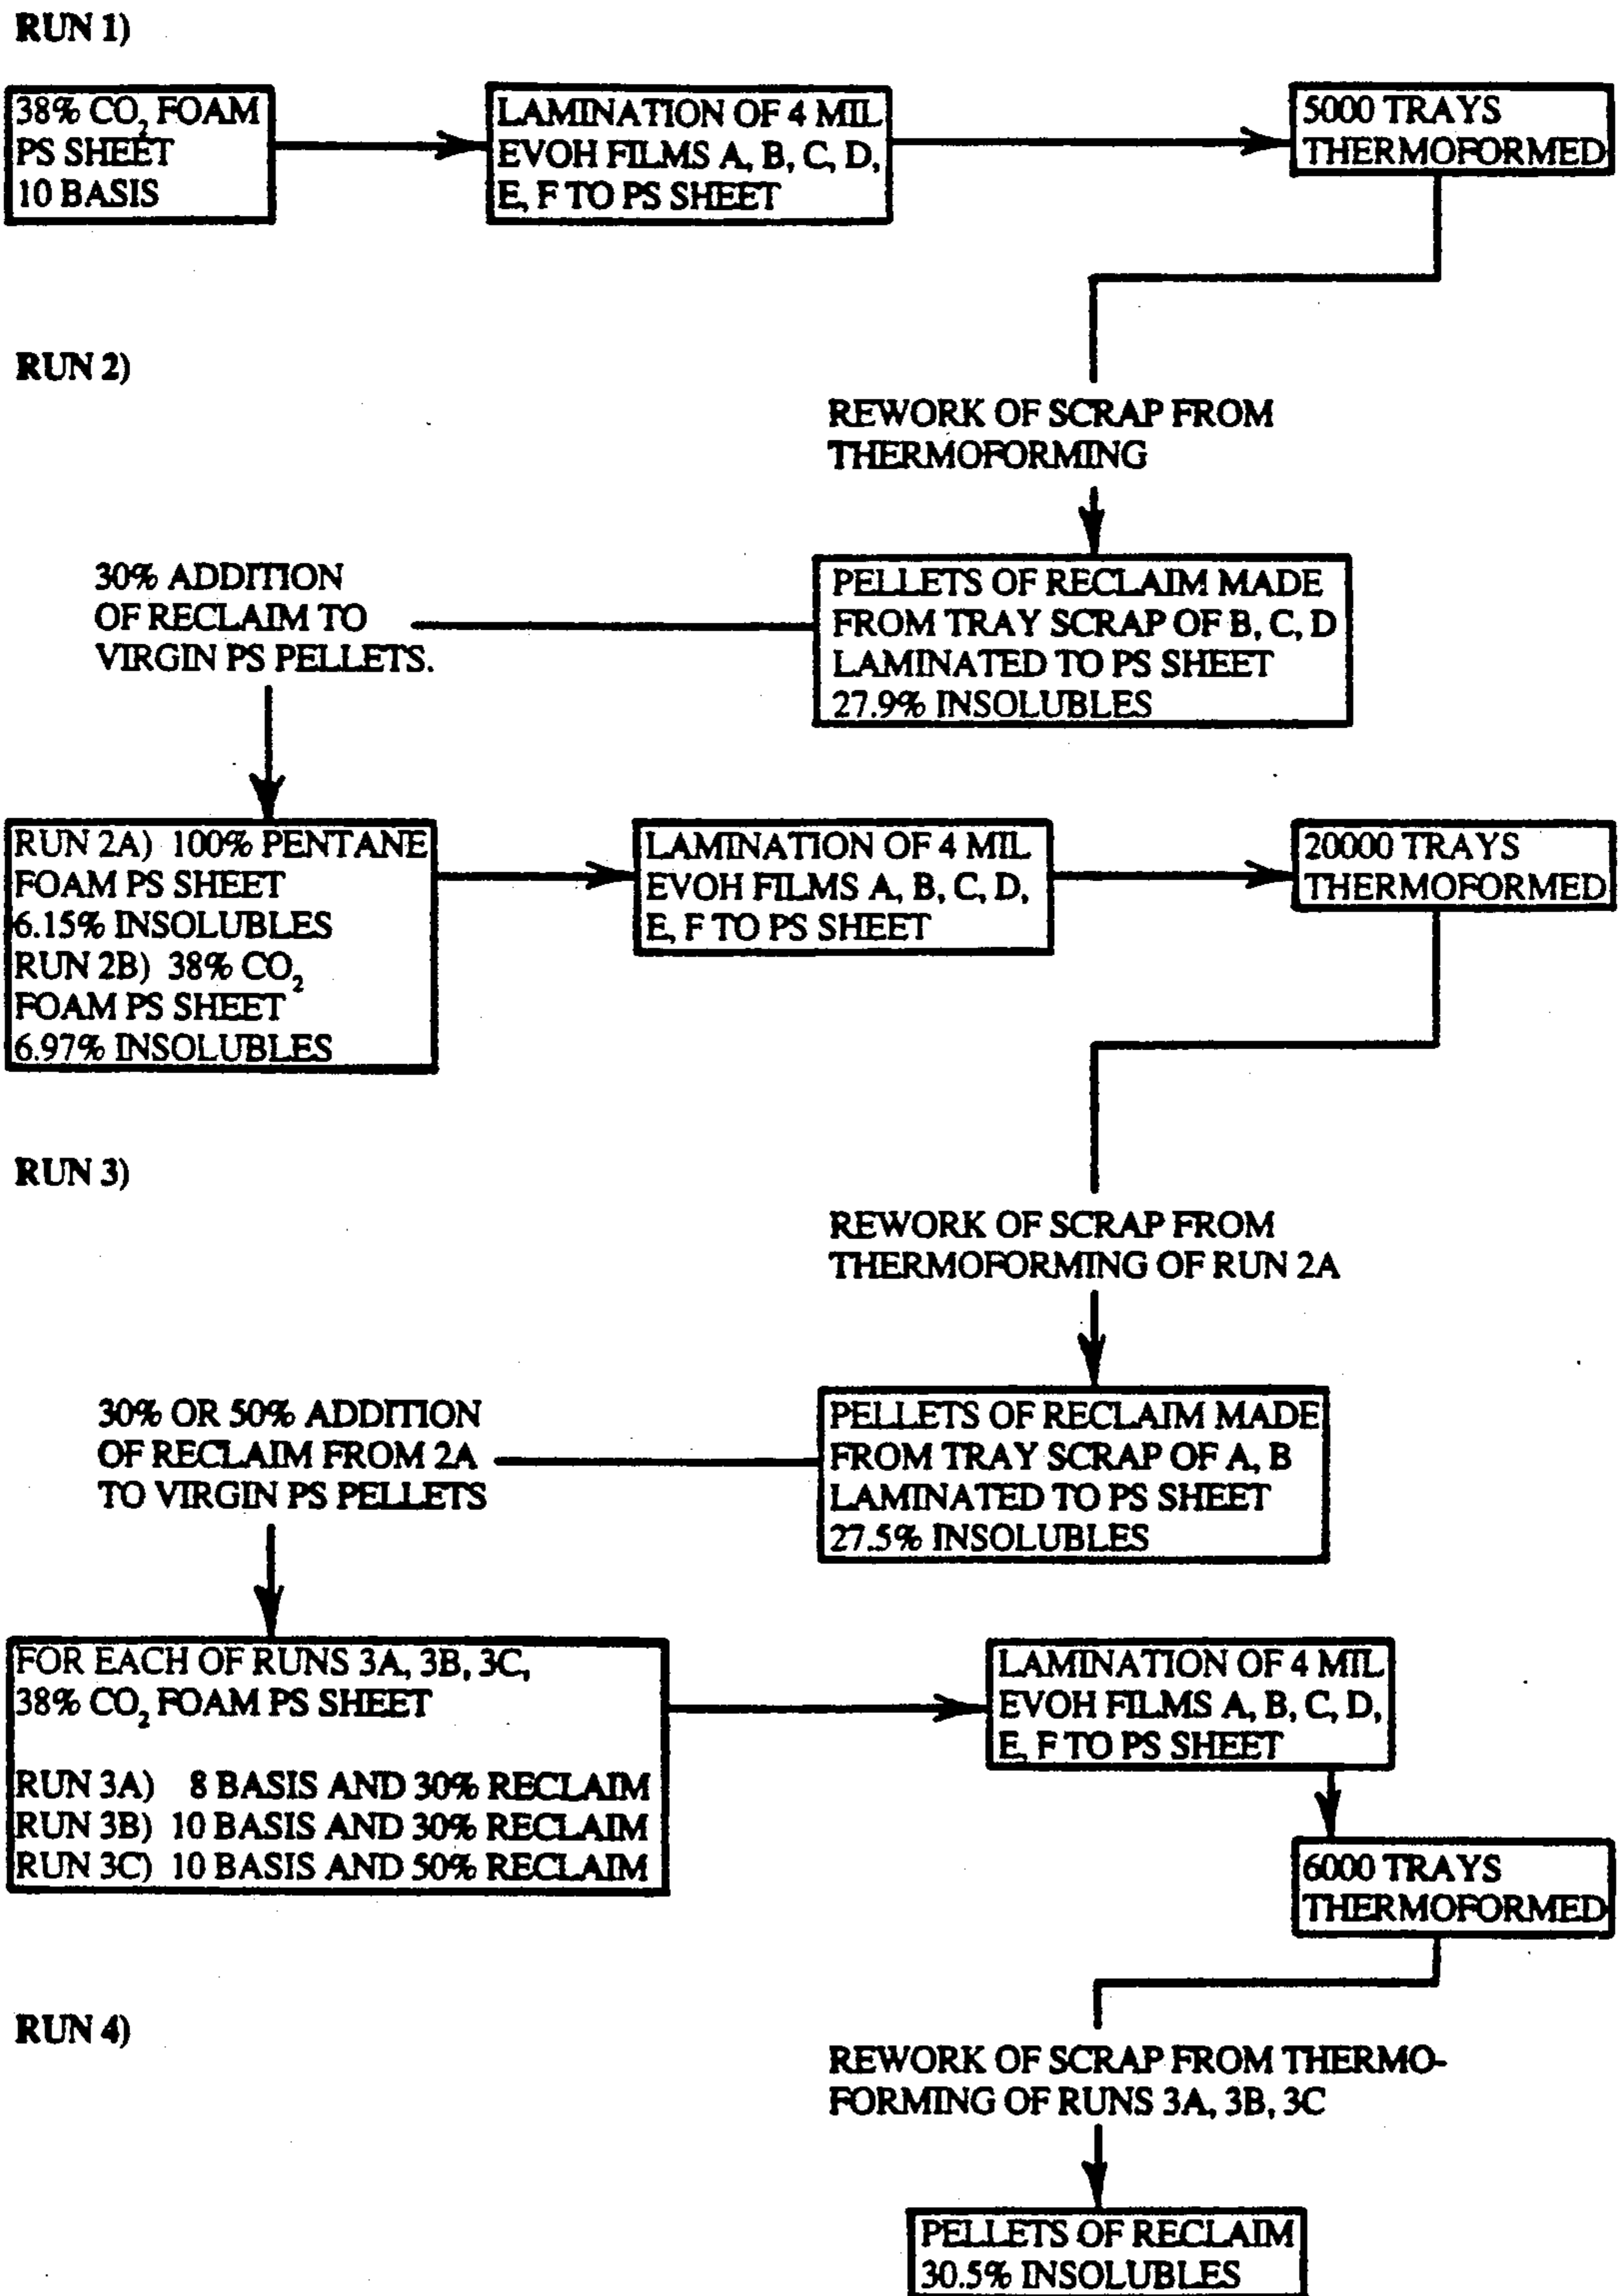 RUN 1)
38% CO2 FOAM
PS SHEET
10 BASIS
LAMINATION OF 4 MIL
EVOH FILMS A, B, C, D,
E, F TO PS SHEET
5000 TRAYS
THERMOFORMED
RUN 2)
REWORK OF SCRAP FROM
THERMOFORMING
PELLETS OF RECLAIM MADE
FROM TRAY SCRAP OF B, C, D
LAMINATED TO PS SHEET
27.9% INSOLUBLES
30% ADDITION
OF RECLAIM TO
VIRGIN PS PELLETS.
RUN 2A) 100% PENTANE
FOAM PS SHEET
6.15% INSOLUBLES
RUN 2B) 38% CO2
FOAM PS SHEET
6.97% INSOLUBLES
LAMINATION OF 4 MIL
EVOH FILMS A, B, C, D,
E, F TO PS SHEET
20000 TRAYS
THERMOFORMED
RUN 3)
REWORK OF SCRAP FROM
THERMOFORMING OF RUN 2A
PELLETS OF RECLAIM MADE
FROM TRAY SCRAP OF A, B
LAMINATED TO PS SHEET
27.5% INSOLUBLES
30% OR 50% ADDITION
OF RECLAIM FROM 2A
TO VIRGIN PS PELLETS
FOR EACH OF RUNS 3A, 3B, 3C,
38% CO2 FOAM PS SHEET
RUN 3A) 8 BASIS AND 30% RECLAIM
RUN 3B) 10 BASIS AND 30% RECLAIM
RUN 3C) 10 BASIS AND 50% RECLAIM
LAMINATION OF 4 MIL
EVOH FILMS A, B, C, D,
E, F TO PS SHEET
6000 TRAYS
THERMOFORMED
RUN 4)
REWORK OF SCRAP FROM THERMO-
FORMING OF RUNS 3A, 3B, 3C
PELLETS OF RECLAIM
30.5% INSOLUBLES